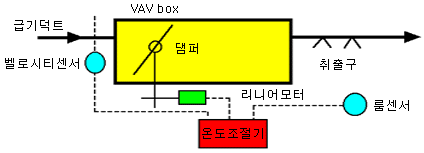 VAV box
급기덕트
댐퍼
벨로시티센서
취출구
리니어모터
룸센서
온도조절기